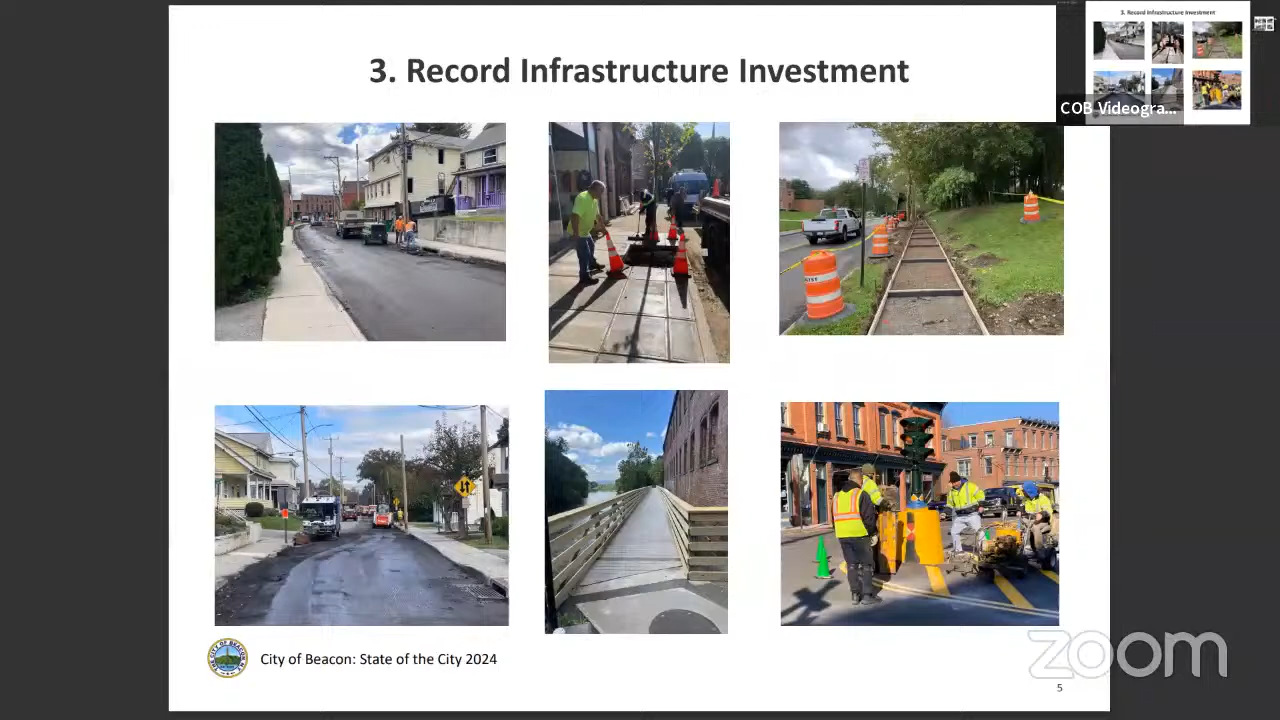 3. Record Infrastructure Investment
3. Record Infrastructure Investment
COB Videogra...
City of Beacon: State of the City 2024
zoom
5